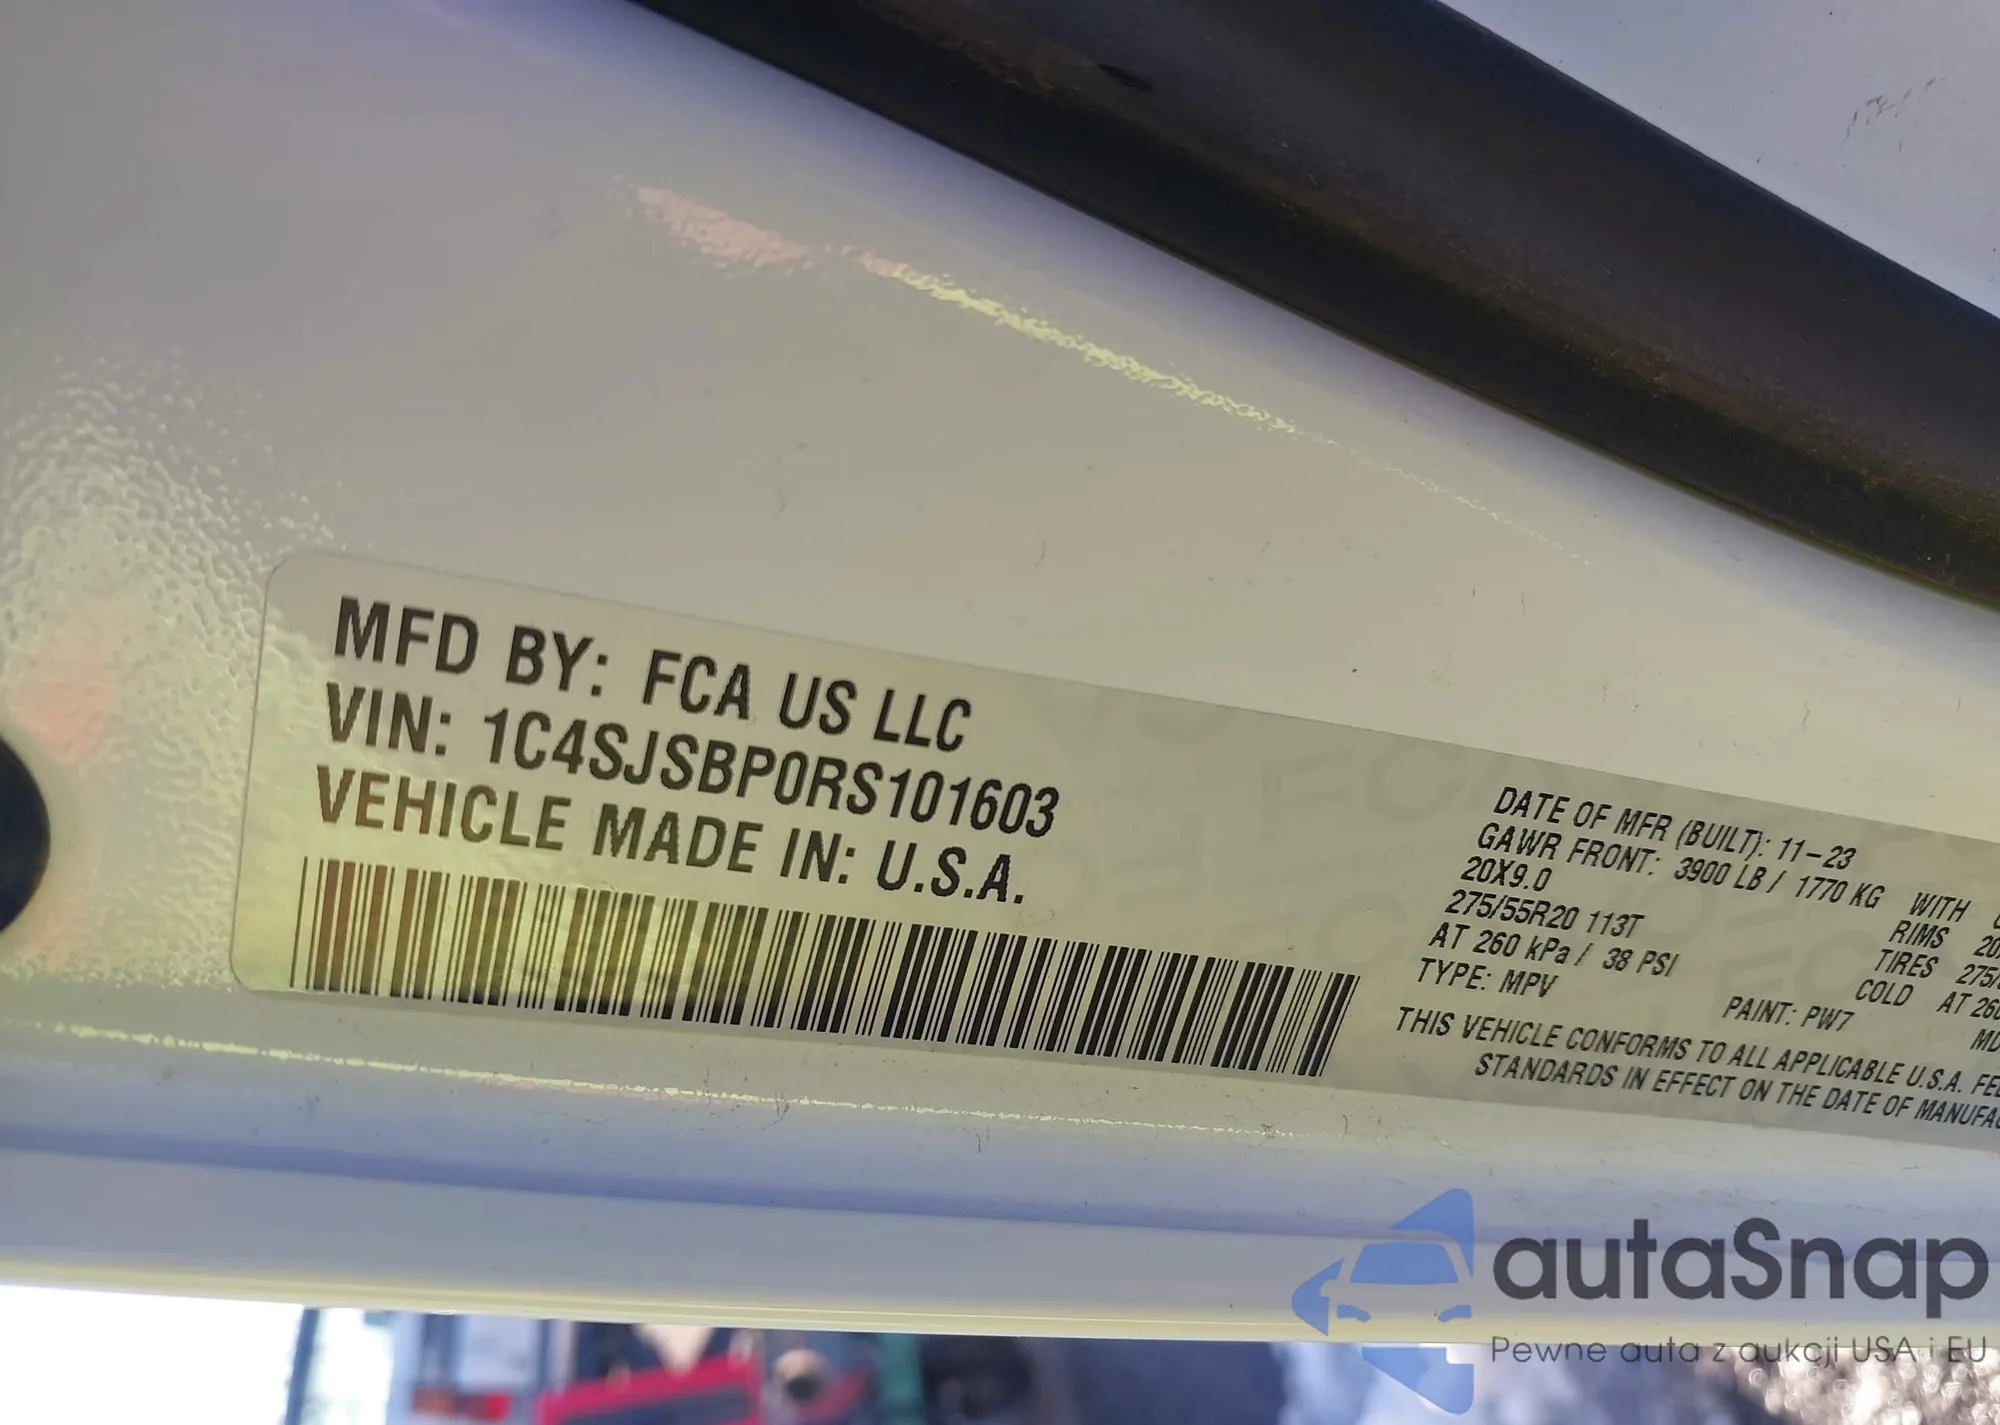 MFD BY: FCA US LLC
VIN: 1C4SJSBP0RS101603
VEHICLE MADE IN: U.S.A.
DATE OF MFR (BUILT): 11-23
GAWR FRONT: 3900 LB / 1770 KG WITH
20X9.0 RIMS
275/55R20 113T TIRES 275/
AT 260 kPa / 38 PSI COLD AT 260
TYPE: MPV PAINT: PW7
THIS VEHICLE CONFORMS TO ALL APPLICABLE U.S.A.
STANDARDS IN EFFECT ON THE DATE OF
autaSnap
Pewne auta z aukcji USA i EU